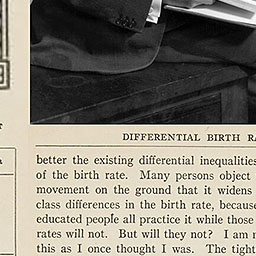 DIFFERENTIAL BIRTH
better the existing differential inequalities
of the birth rate. Many persons object
movement on the ground that it widens
class differences in the birth rate, because
educated people all practice it while those
rates will not. But will they not? I am
this as I once thought I was. The tight